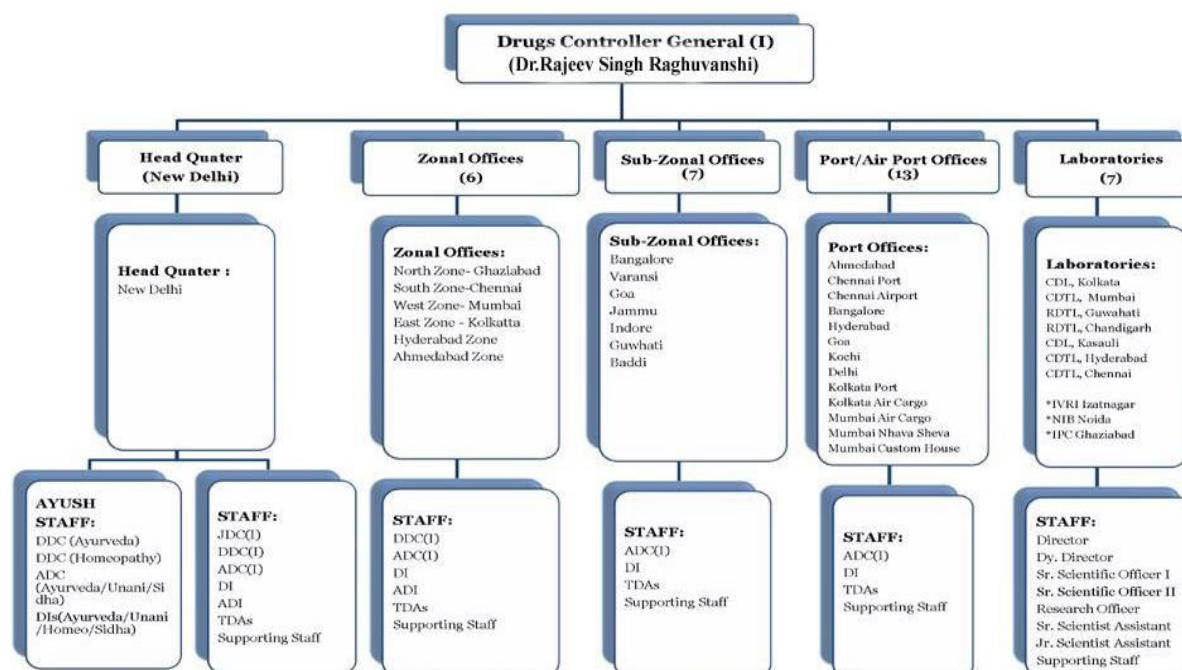 Drugs Controller General (I)
(Dr.Rajeev Singh Raghuvanshi)
Head Quater
(New Delhi)
Zonal Offices
(6)
Sub-Zonal Offices
(7)
Port/Air Port Offices
(13)
Laboratories
(7)
Head Quater :
New Delhi
Zonal Offices:
North Zone- Ghaziabad
South Zone-Chennai
West Zone- Mumbai
East Zone - Kolkatta
Hyderabad Zone
Ahmedabad Zone
Sub-Zonal Offices:
Bangalore
Varansi
Goa
Jammu
Indore
Guwhati
Baddi
Port Offices:
Ahmedabad
Chennai Port
Chennai Airport
Bangalore
Hyderabad
Goa
Kochi
Delhi
Kolkata Port
Kolkata Air Cargo
Mumbai Air Cargo
Mumbai Nhava Sheva
Mumbai Custom House
Laboratories:
CDL, Kolkata
CDTL, Mumbai
RDTL, Guwahati
RDTL, Chandigarh
CDL, Kasauli
CDTL, Hyderabad
CDTL, Chennai
*IVRI Izatnagar
*NIB Noida
*IPC Ghaziabad
AYUSH
STAFF:
DDC (Ayurveda)
DDC (Homeopathy)
ADC
(Ayurveda/Unani/Si
dha)
DIs(Ayurveda/Unani
/Homeo/Sidha)
STAFF:
JDC(I)
DDC(I)
ADC(I)
DI
ADI
TDAs
Supporting Staff
STAFF:
DDC(I)
ADC(I)
DI
ADI
TDAs
Supporting Staff
STAFF:
ADC(I)
DI
TDAs
Supporting Staff
STAFF:
ADC(I)
DI
TDAs
Supporting Staff
STAFF:
Director
Dy. Director
Sr. Scientific Officer I
Sr. Scientific Officer II
Research Officer
Sr. Scientist Assistant
Jr. Scientist Assistant
Supporting Staff